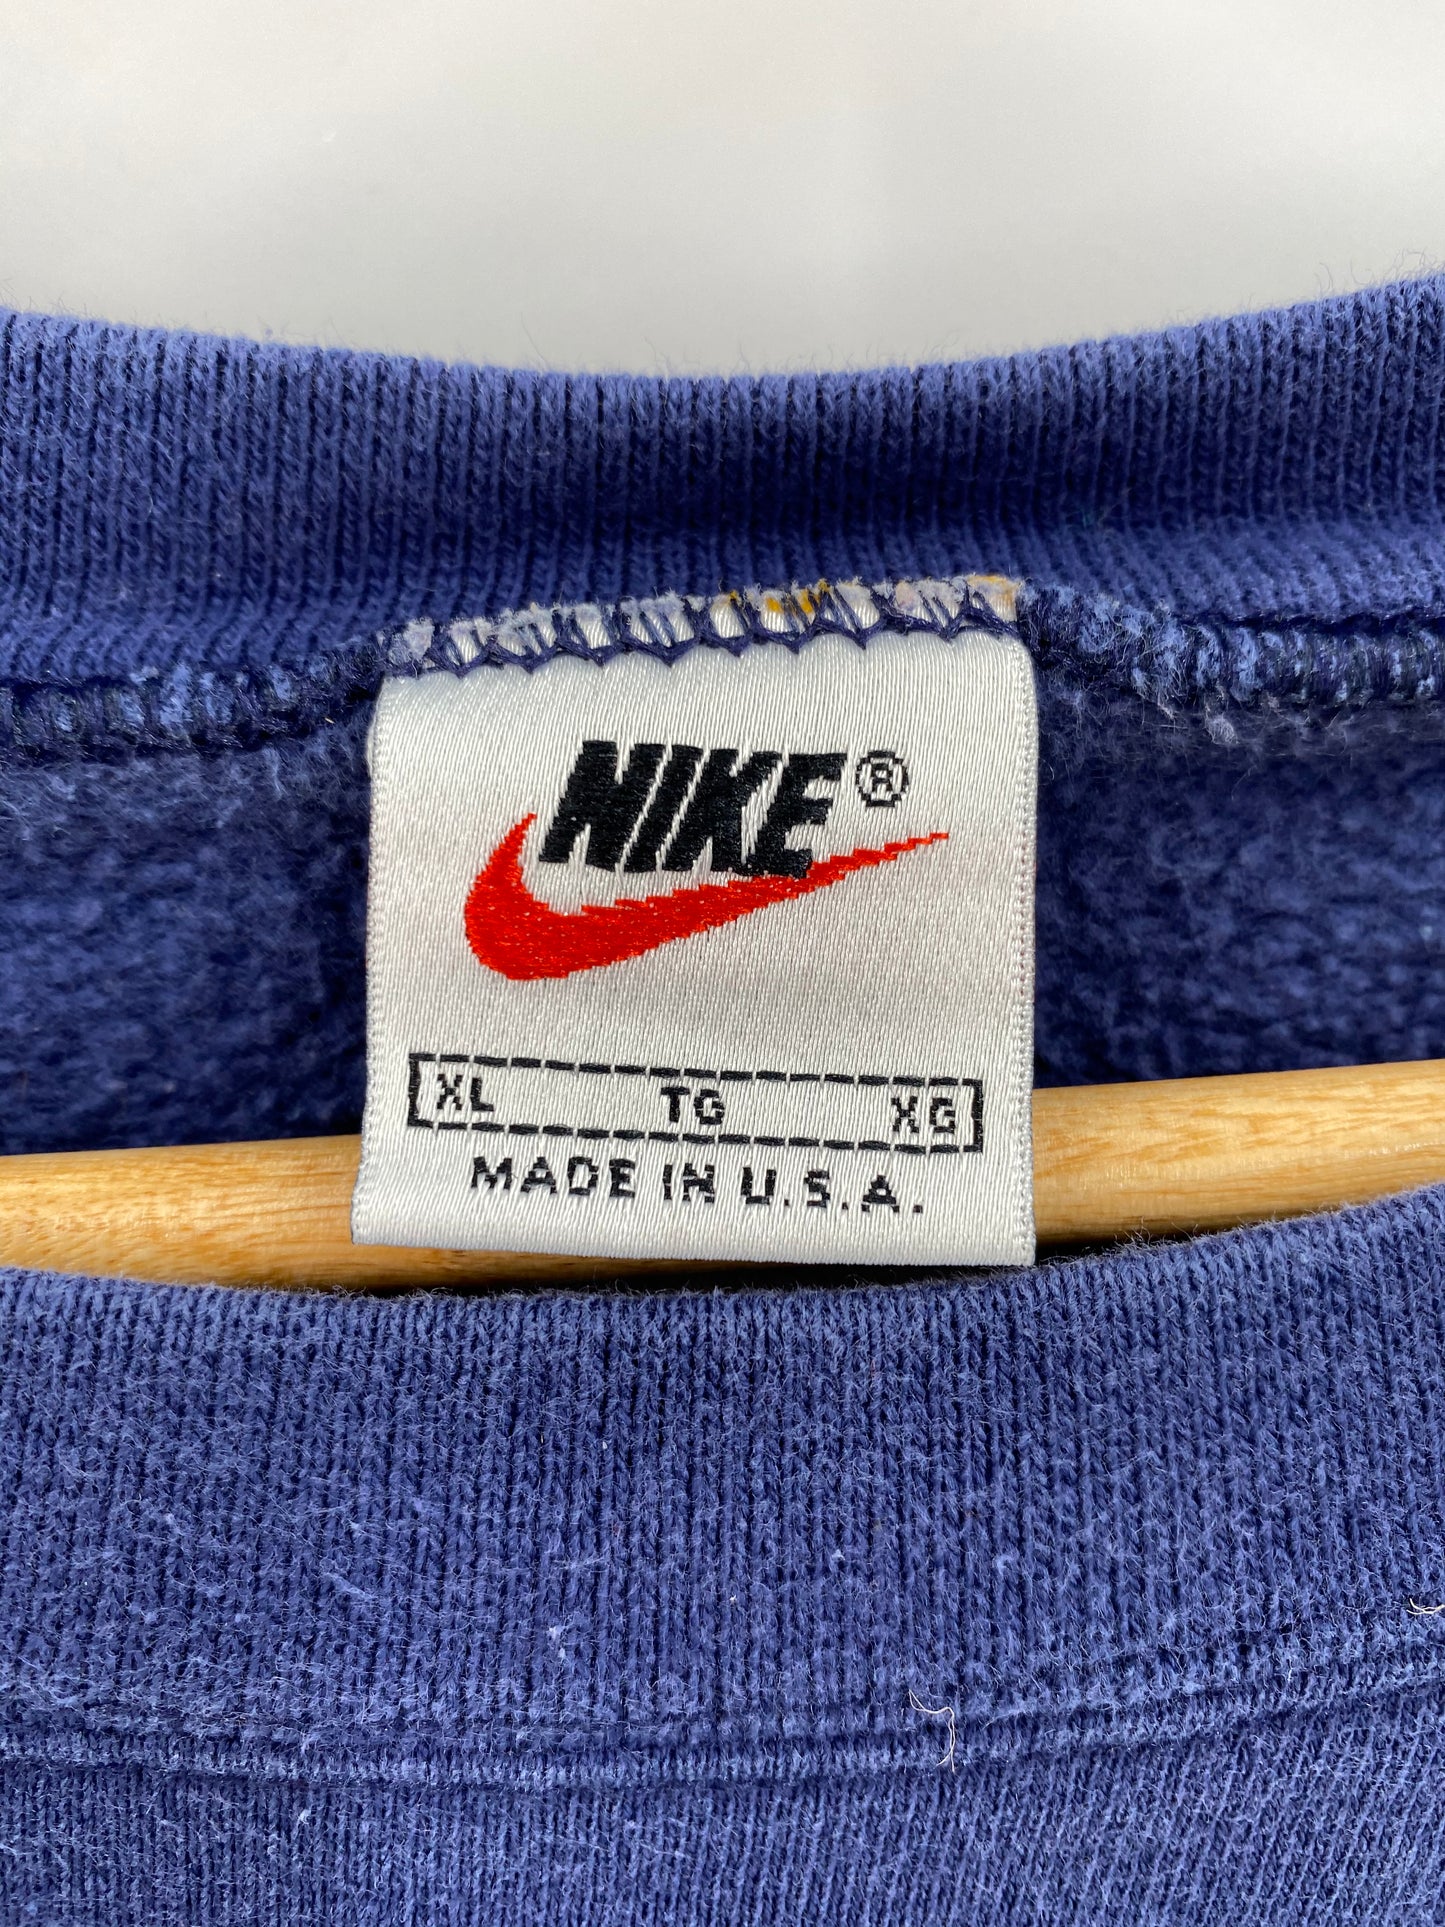 NIKE®
XL TG XG
MADE IN U.S.A.